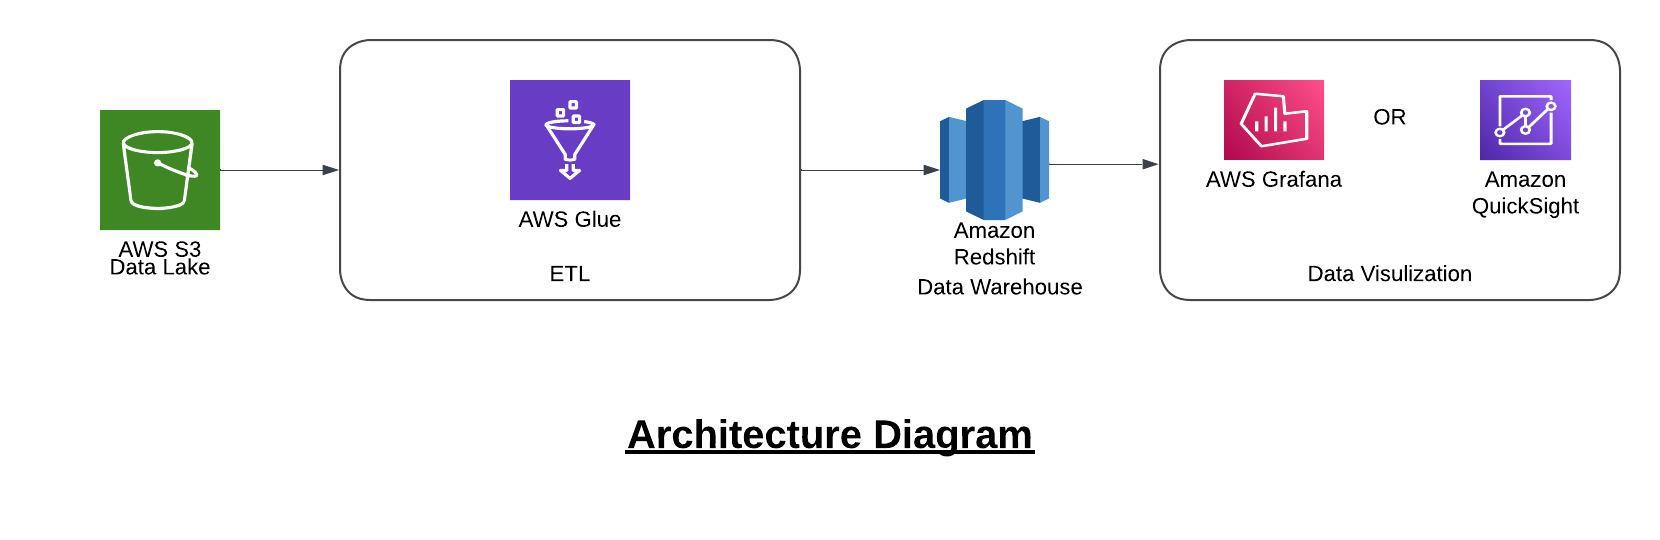 AWS S3
Data Lake
AWS Glue
ETL
Amazon
Redshift
Data Warehouse
AWS Grafana
OR
Amazon
QuickSight
Data Visulization
Architecture Diagram